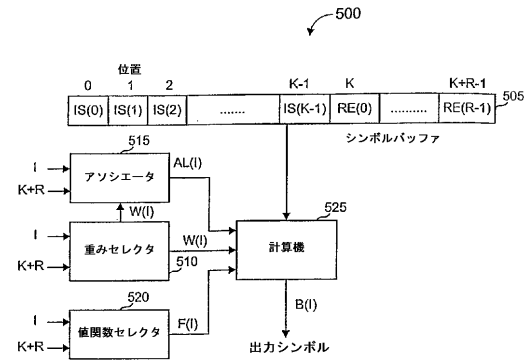 500
位置
0 1 2 K-1 K K+R-1
IS(0) IS(1) IS(2) ....... IS(K-1) RE(0) .......... RE(R-1) 505
シンボルバッファ
515
I
K+R
アソシエータ
AL(I)
W(I)
I
K+R
重みセレクタ
510
W(I)
525
計算機
520
I
K+R
値関数セレクタ
F(I)
B(I)
出力シンボル